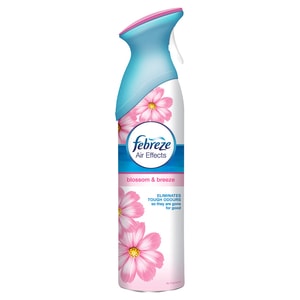 febreze
Air Effects
blossom & breeze
ELIMINATES
TOUGH ODOURS
so they are gone
for good